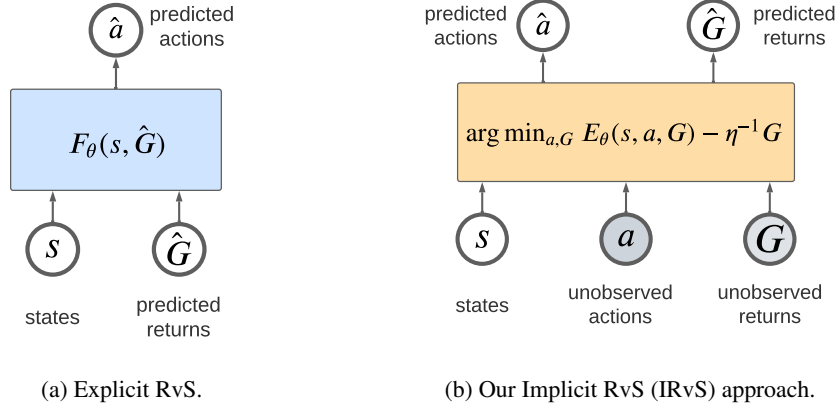 â predicted actions
F_θ(s, Ĝ)
s Ĝ
states
predicted returns
(a) Explicit RvS.
predicted actions â
Ĝ predicted returns
arg min_{a,G} E_θ(s, a, G) − η⁻¹ G
s a G
states
unobserved actions
unobserved returns
(b) Our Implicit RvS (IRvS) approach.